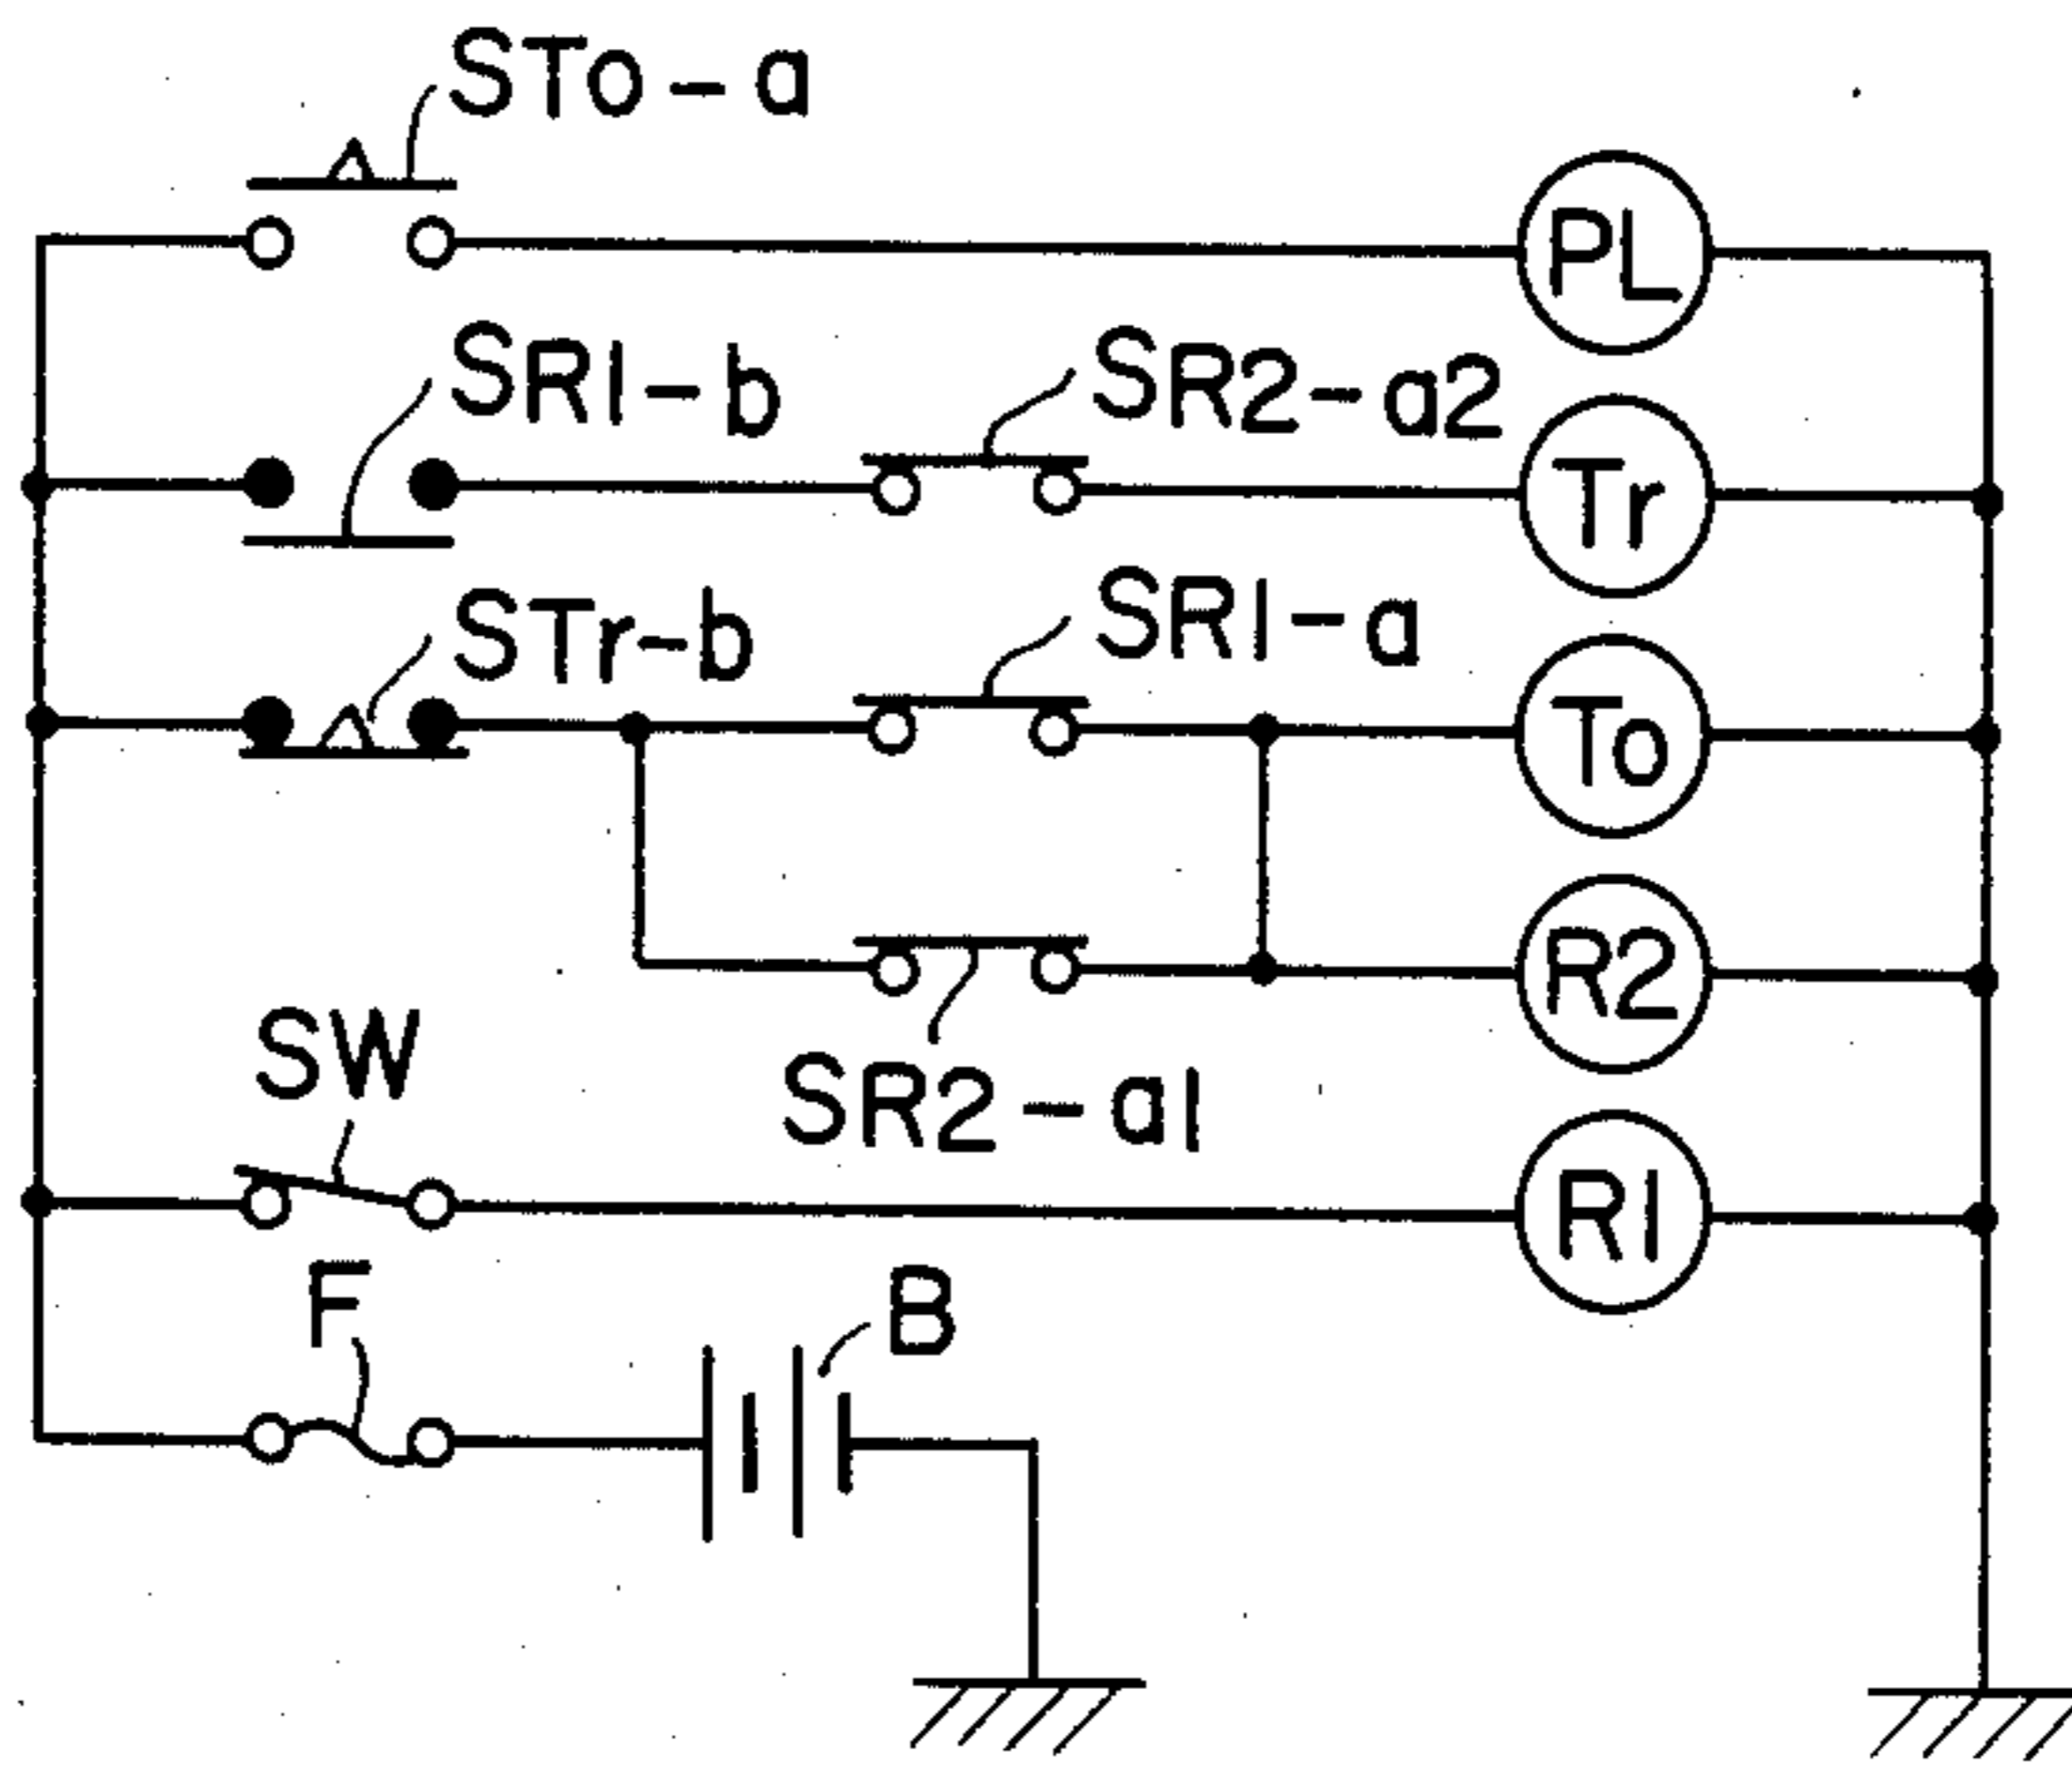 STo-a
PL
SR1-b
SR2-a2
Tr
STr-b
SR1-a
To
R2
SW
SR2-a1
R1
F
B